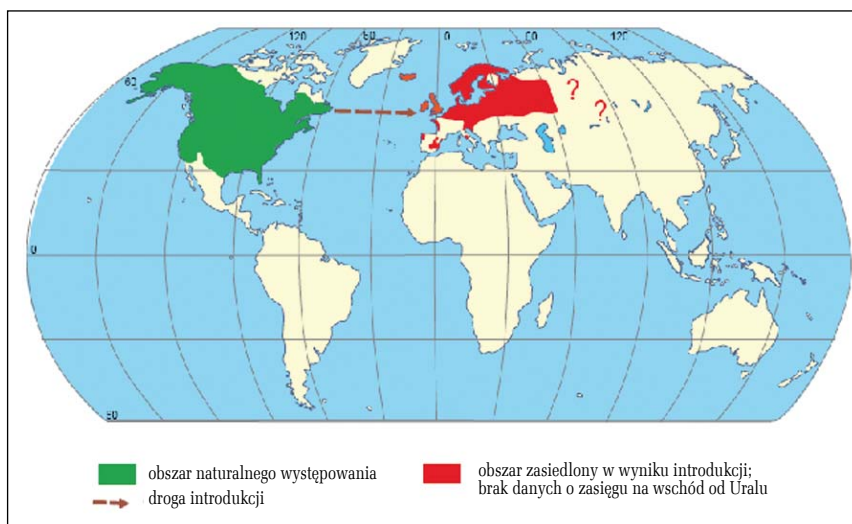 120
60
0
60
120
60
? ?
0
60
obszar naturalnego występowania
droga introdukcji
obszar zasiedlony w wyniku introdukcji;
brak danych o zasięgu na wschód od Uralu